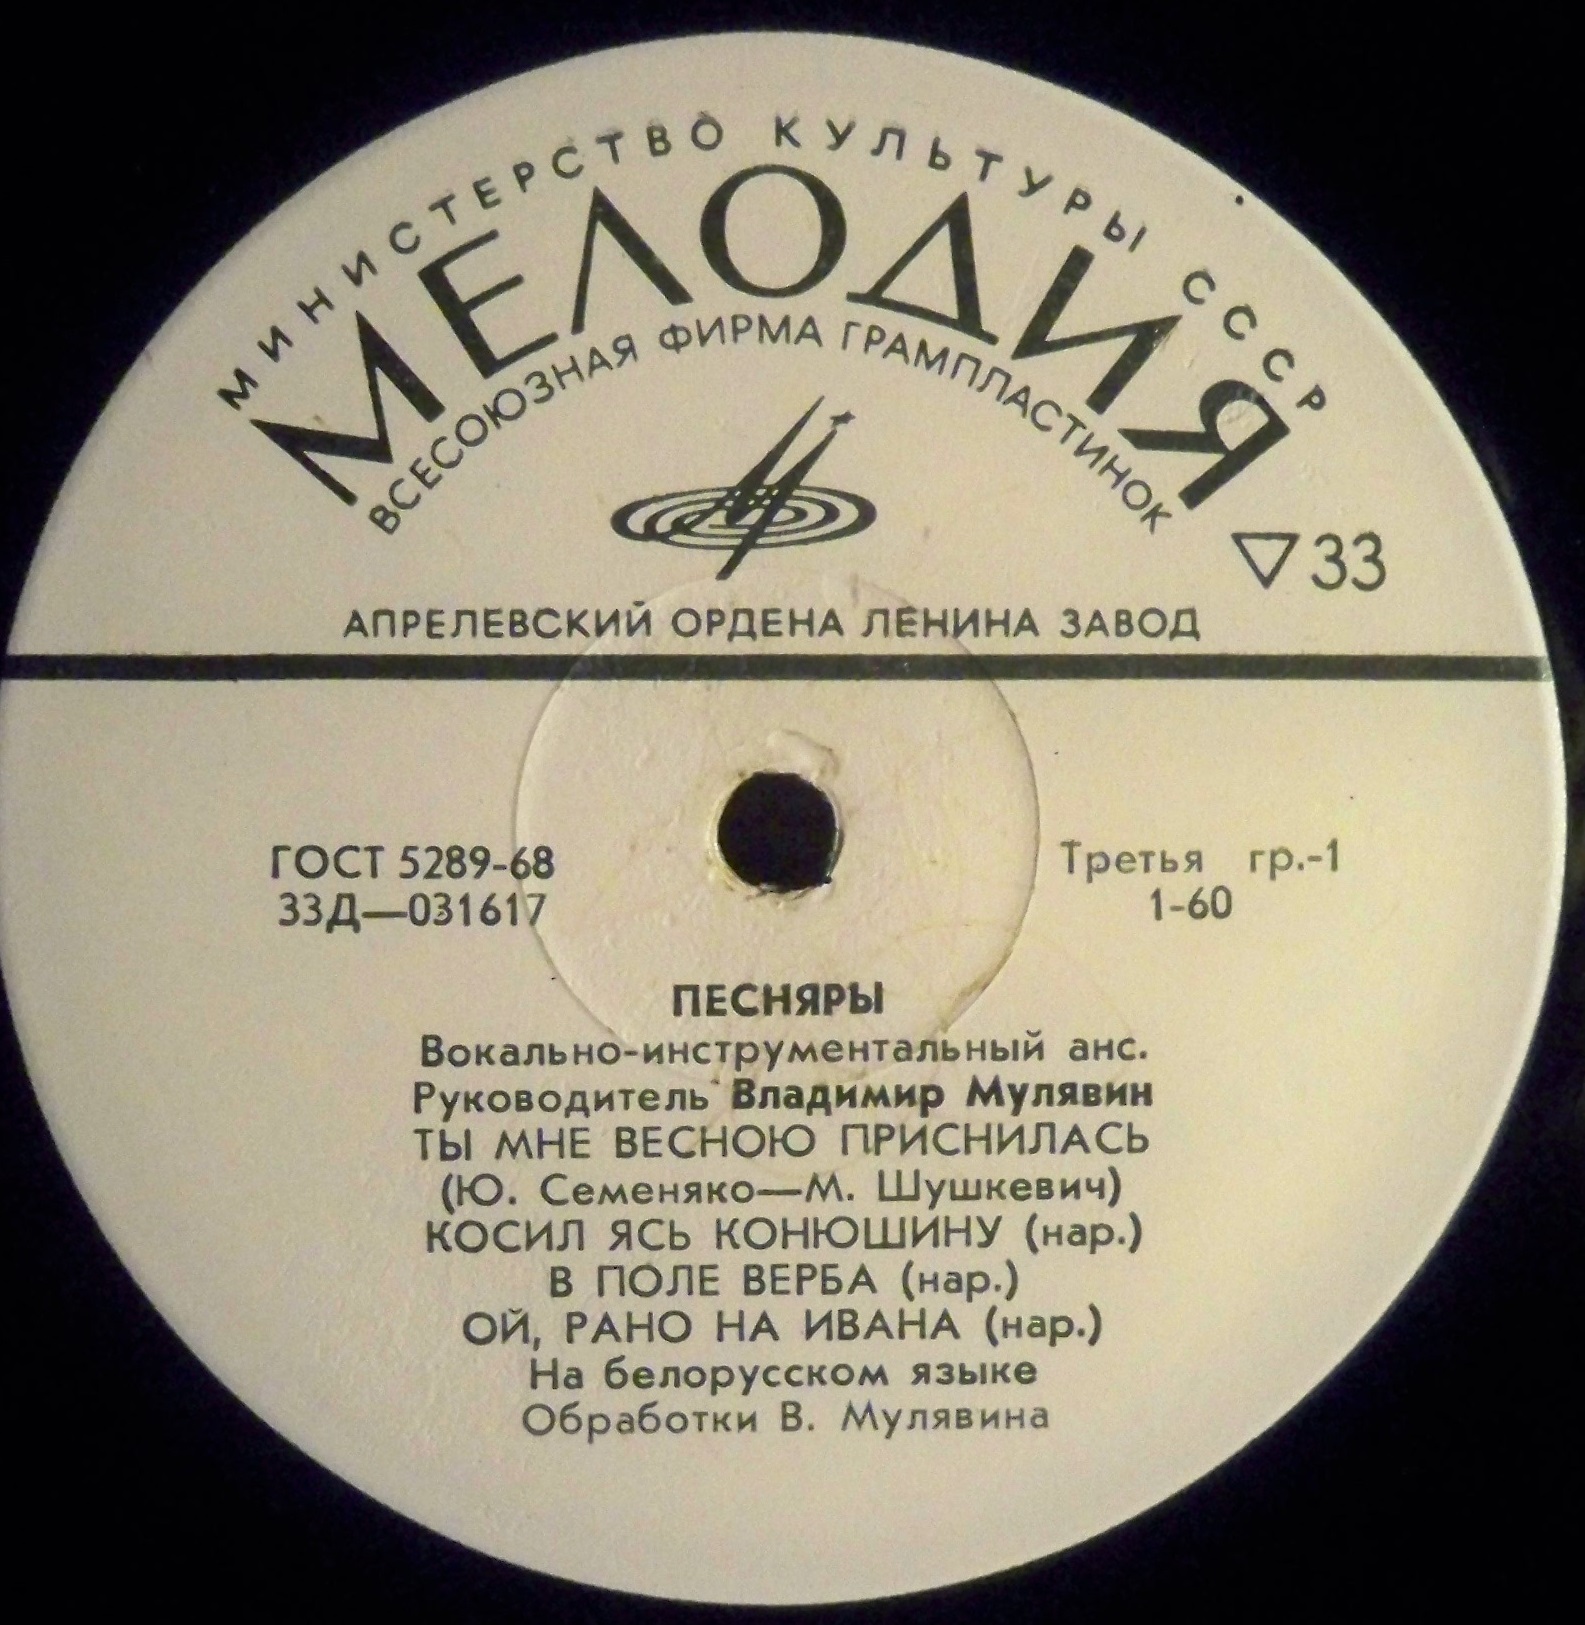 МИНИСТЕРСТВО КУЛЬТУРЫ СССР
МЕЛОДИЯ
ВСЕСОЮЗНАЯ ФИРМА ГРАМПЛАСТИНОК
▽33
АПРЕЛЕВСКИЙ ОРДЕНА ЛЕНИНА ЗАВОД
ГОСТ 5289-68
33Д—031617
Третья гр.-1
1-60
ПЕСНЯРЫ
Вокально-инструментальный анс.
Руководитель Владимир Мулявин
ТЫ МНЕ ВЕСНОЮ ПРИСНИЛАСЬ
(Ю. Семеняко—М. Шушкевич)
КОСИЛ ЯСЬ КОНЮШИНУ (нар.)
В ПОЛЕ ВЕРБА (нар.)
ОЙ, РАНО НА ИВАНА (нар.)
На белорусском языке
Обработки В. Мулявина